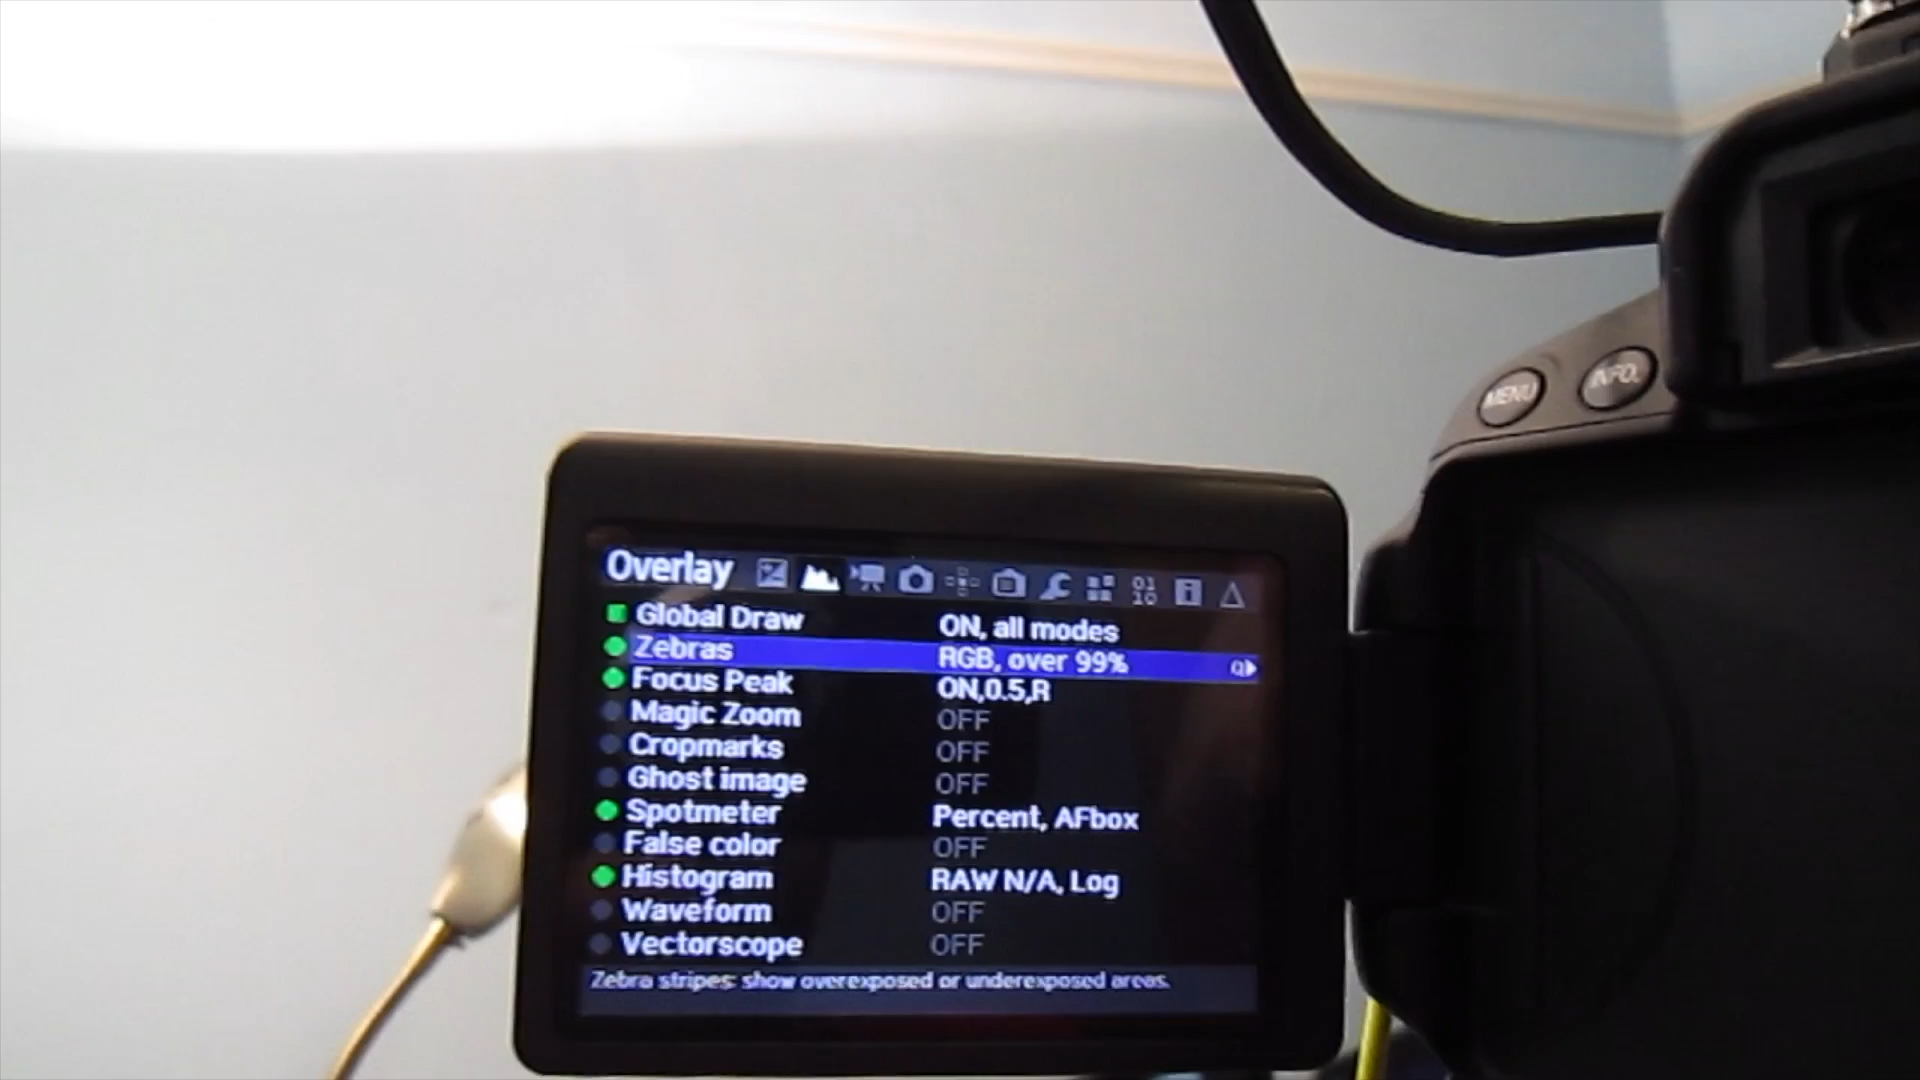 MENU INFO.
Overlay 01 10
Global Draw ON, all modes
Zebras RGB, over 99% Q
Focus Peak ON,0.5,R
Magic Zoom OFF
Cropmarks OFF
Ghost image OFF
Spotmeter Percent, AFbox
False color OFF
Histogram RAW N/A, Log
Waveform OFF
Vectorscope OFF
Zebra stripes: show overexposed or underexposed areas.